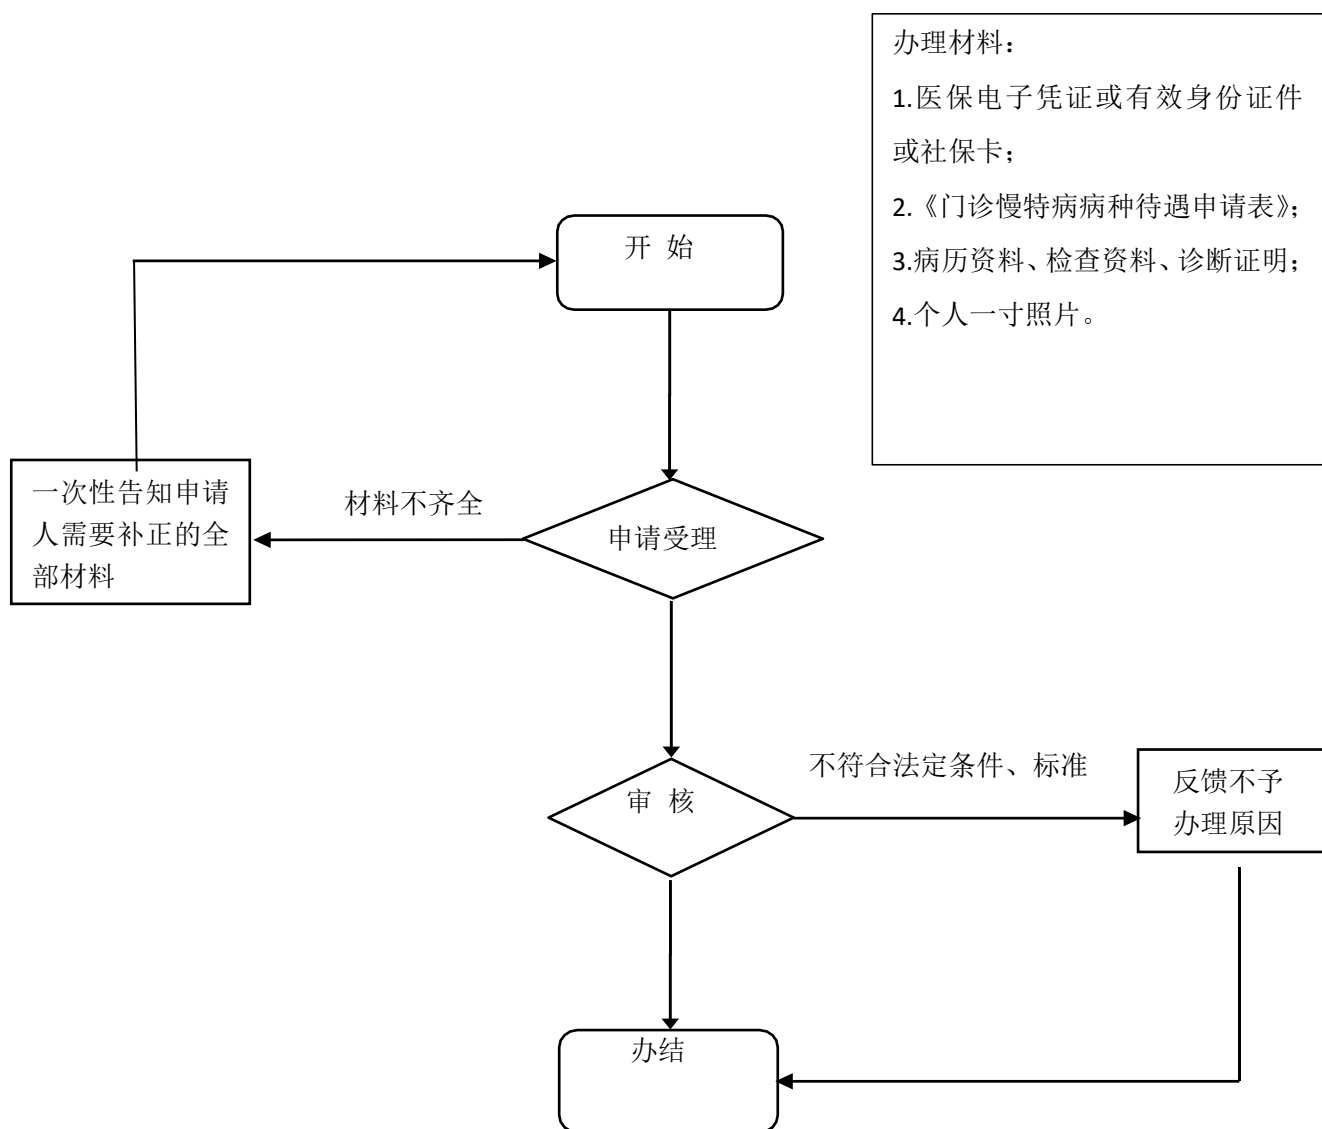 办理材料：
1.医保电子凭证或有效身份证件
或社保卡；
2.《门诊慢特病病种待遇申请表》；
3.病历资料、检查资料、诊断证明；
4.个人一寸照片。
开 始
一次性告知申请
人需要补正的全
部材料
材料不齐全
申请受理
不符合法定条件、标准
审 核
反馈不予
办理原因
办结